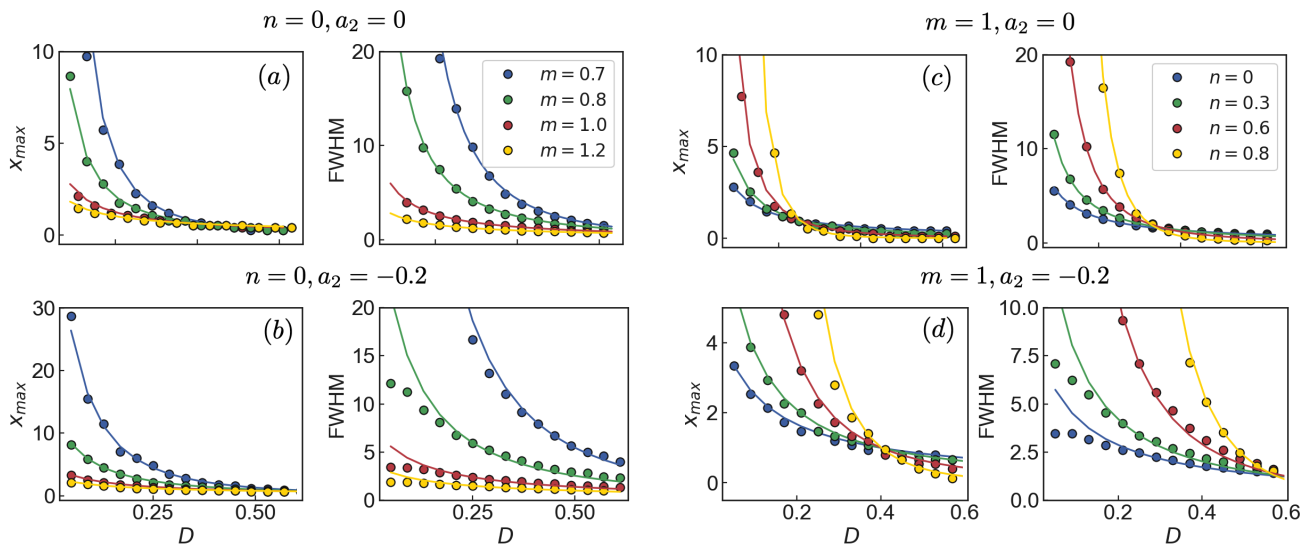 n = 0, a₂ = 0
m = 1, a₂ = 0
10
5
0
x_max
(a)
20
10
0
FWHM
m = 0.7
m = 0.8
m = 1.0
m = 1.2
10
5
0
x_max
(c)
20
10
0
FWHM
n = 0
n = 0.3
n = 0.6
n = 0.8
n = 0, a₂ = −0.2
m = 1, a₂ = −0.2
30
20
10
0
x_max
(b)
0.25 0.50
D
20
15
10
5
0
FWHM
0.25 0.50
D
4
2
0
x_max
(d)
0.2 0.4 0.6
D
10.0
7.5
5.0
2.5
0.0
FWHM
0.2 0.4 0.6
D